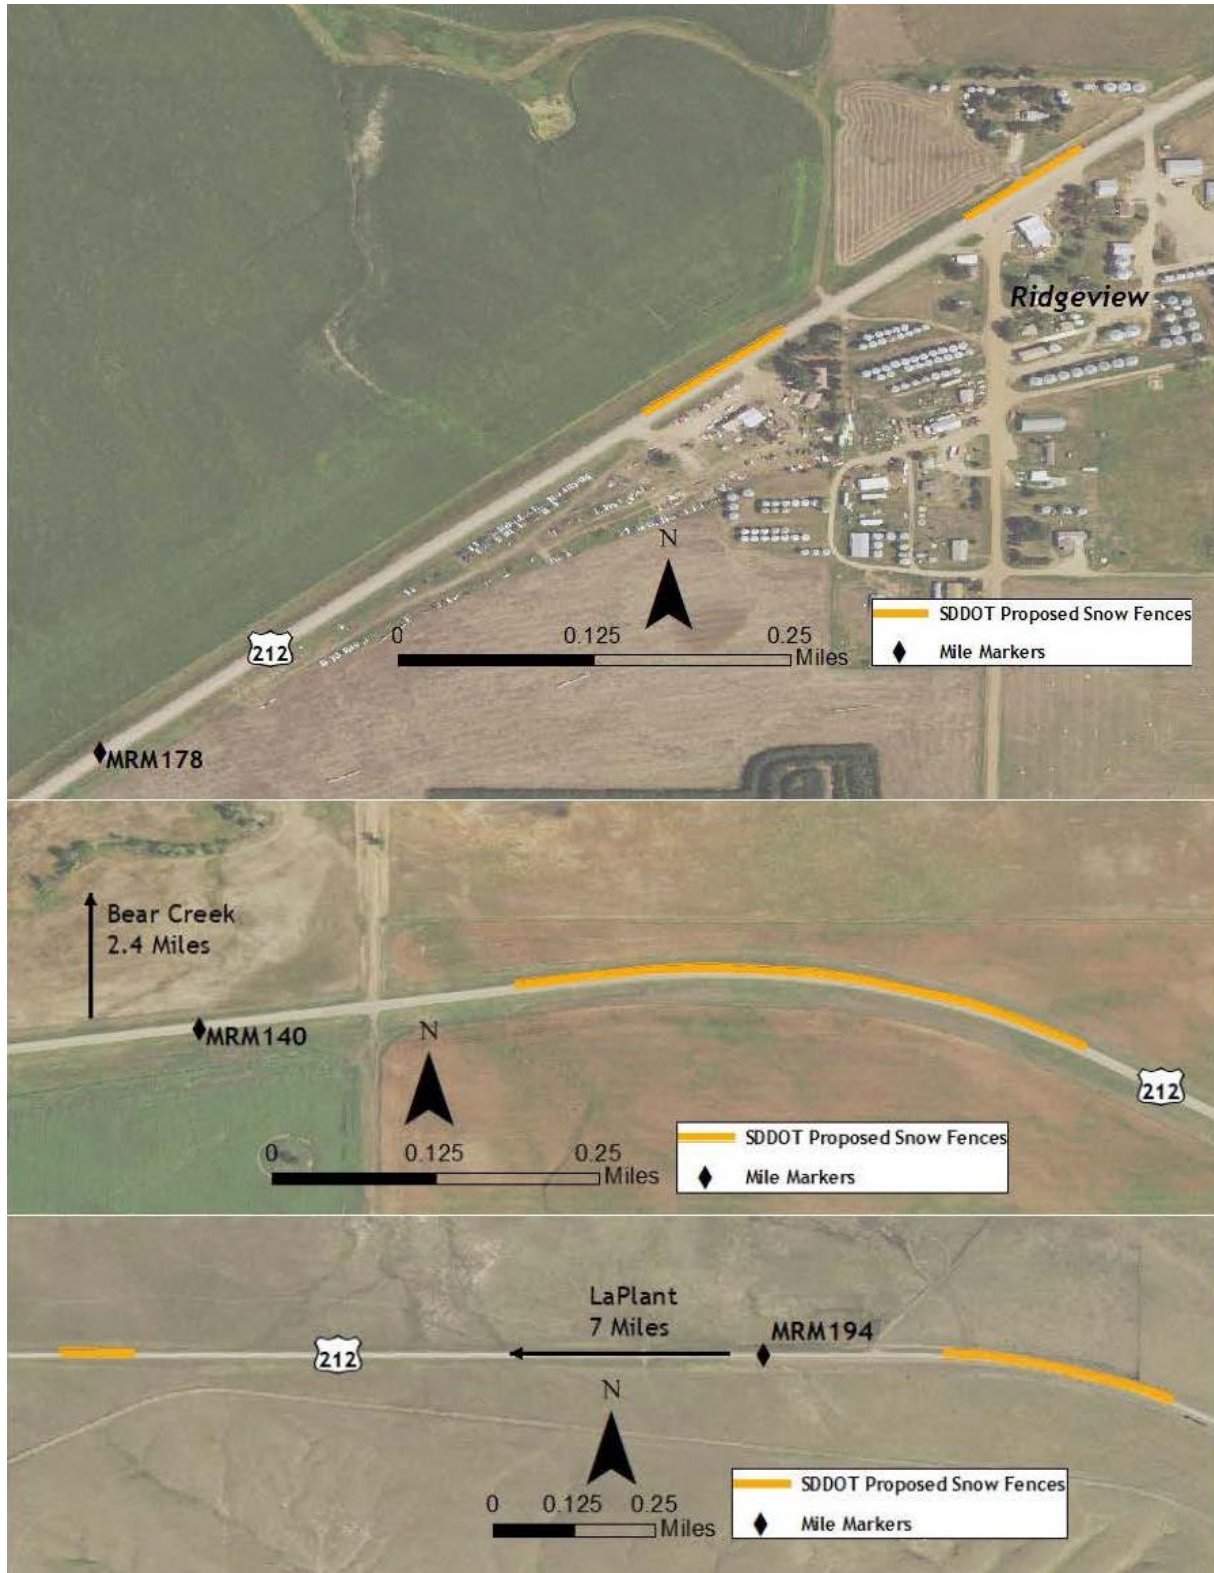 Ridgeview
N
0 0.125 0.25
Miles
SDDOT Proposed Snow Fences
Mile Markers
212
MRM178
Bear Creek
2.4 Miles
MRM140
N
212
0 0.125 0.25
Miles
SDDOT Proposed Snow Fences
Mile Markers
LaPlant
7 Miles
MRM194
212
N
0 0.125 0.25
Miles
SDDOT Proposed Snow Fences
Mile Markers